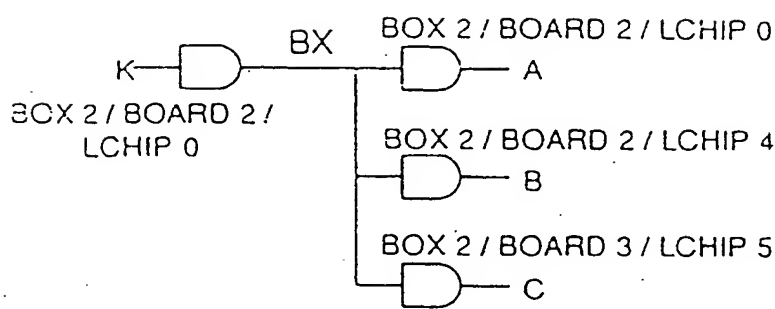 BX
BOX 2 / BOARD 2 / LCHIP 0
K
A
BOX 2 / BOARD 2 /
LCHIP 0
BOX 2 / BOARD 2 / LCHIP 4
B
BOX 2 / BOARD 3 / LCHIP 5
C